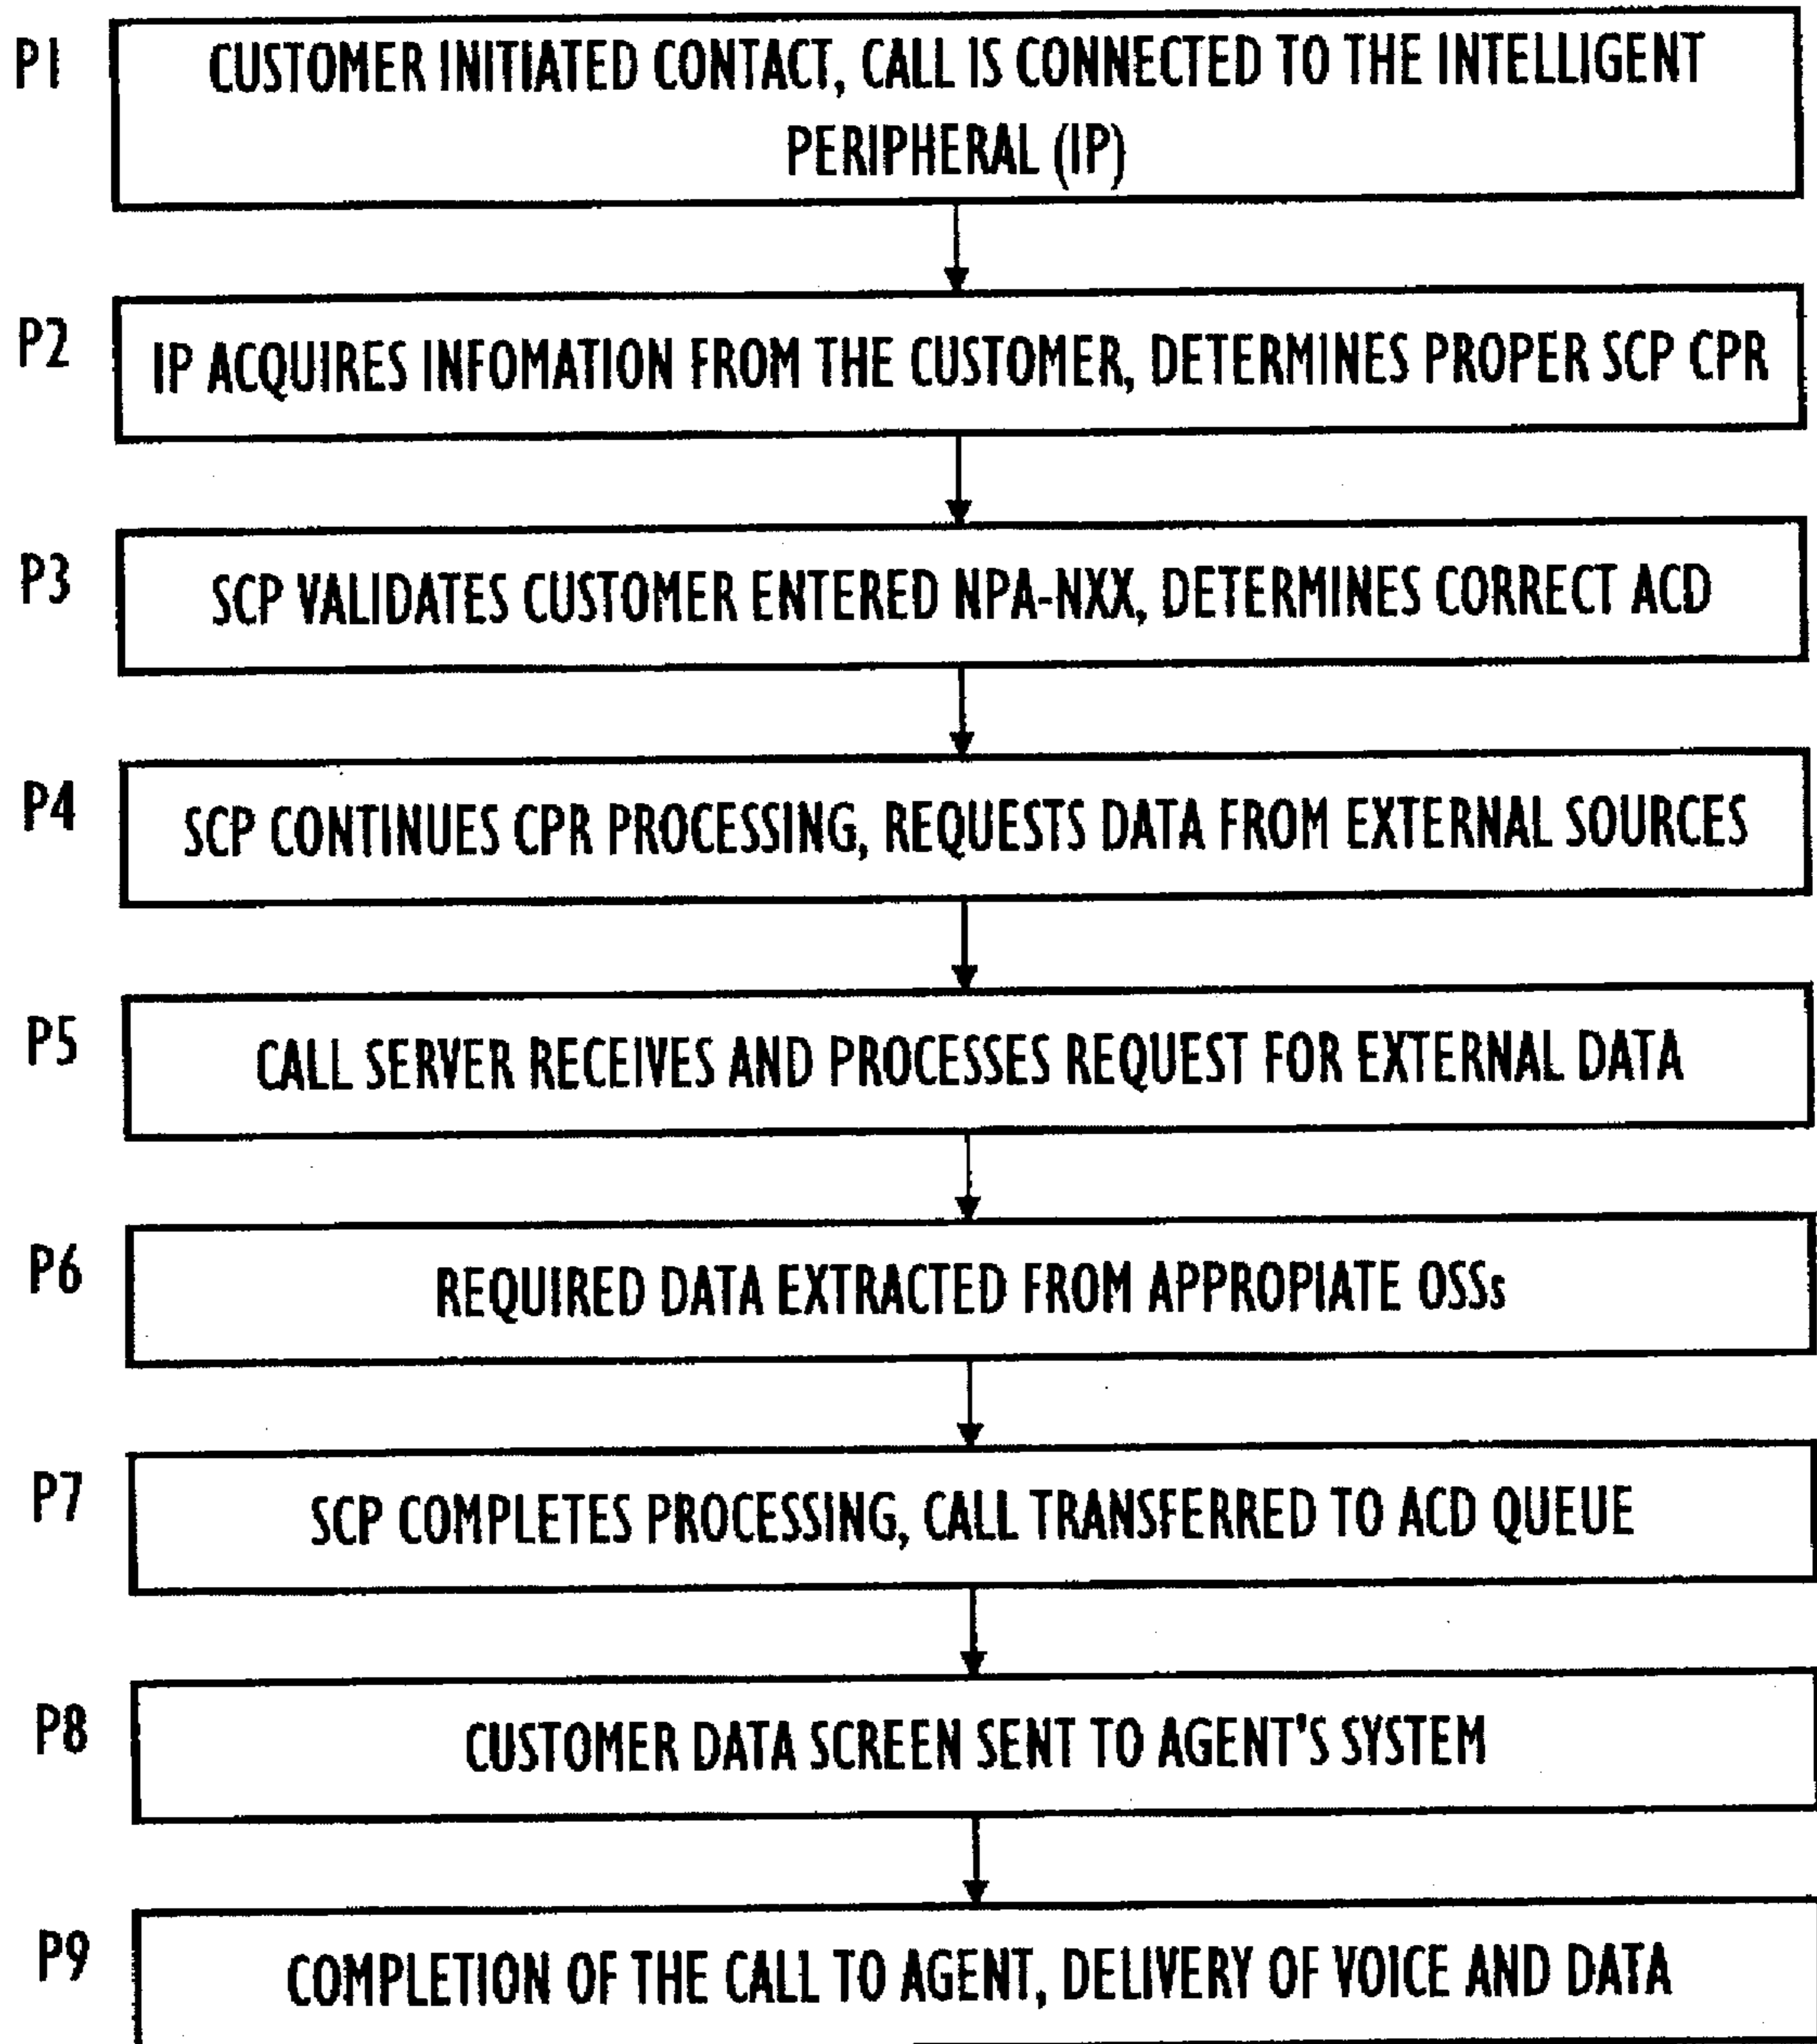 P1
CUSTOMER INITIATED CONTACT, CALL IS CONNECTED TO THE INTELLIGENT
PERIPHERAL (IP)
P2
IP ACQUIRES INFOMATION FROM THE CUSTOMER, DETERMINES PROPER SCP CPR
P3
SCP VALIDATES CUSTOMER ENTERED NPA-NXX, DETERMINES CORRECT ACD
P4
SCP CONTINUES CPR PROCESSING, REQUESTS DATA FROM EXTERNAL SOURCES
P5
CALL SERVER RECEIVES AND PROCESSES REQUEST FOR EXTERNAL DATA
P6
REQUIRED DATA EXTRACTED FROM APPROPIATE OSSs
P7
SCP COMPLETES PROCESSING, CALL TRANSFERRED TO ACD QUEUE
P8
CUSTOMER DATA SCREEN SENT TO AGENT'S SYSTEM
P9
COMPLETION OF THE CALL TO AGENT, DELIVERY OF VOICE AND DATA